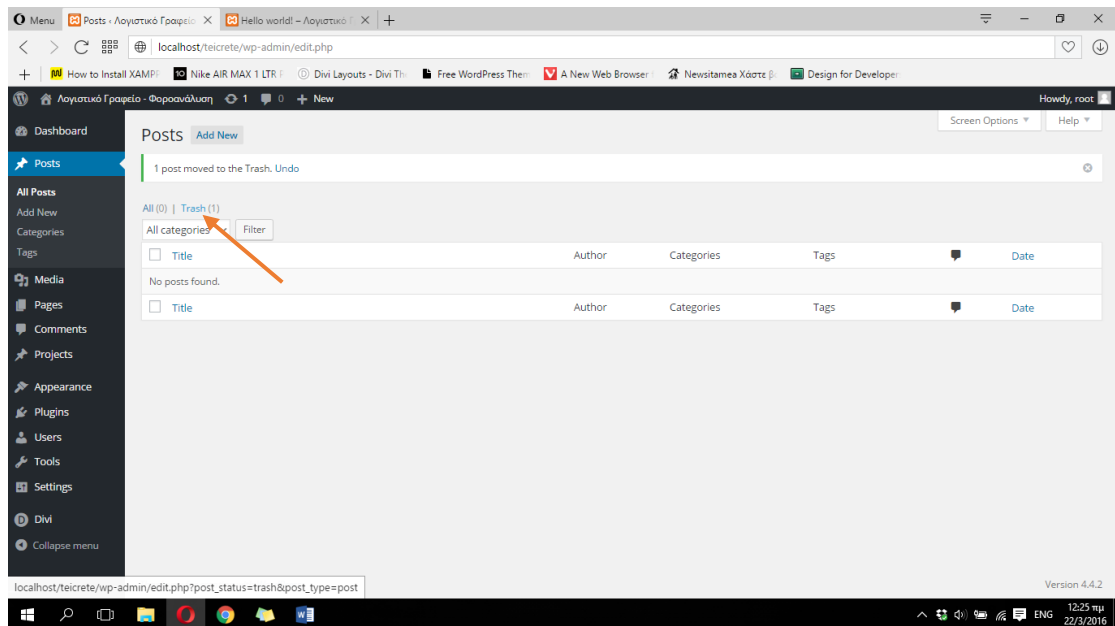 Menu
Posts ‹ Λογιστικό Γραφείο
Hello world! – Λογιστικό Γ
localhost/teicrete/wp-admin/edit.php
How to Install XAMPP
Nike AIR MAX 1 LTR
Divi Layouts - Divi Th
Free WordPress Them
A New Web Browser
Newsitamea Χάστε β
Design for Developer
Λογιστικό Γραφείο - Φοροανάλυση 1 0 + New
Howdy, root
Dashboard
Posts
All Posts
Add New
Categories
Tags
Media
Pages
Comments
Projects
Appearance
Plugins
Users
Tools
Settings
Divi
Collapse menu
Screen Options
Help
Posts Add New
1 post moved to the Trash. Undo
All (0) | Trash (1)
All categories Filter
Title Author Categories Tags Date
No posts found.
Title Author Categories Tags Date
localhost/teicrete/wp-admin/edit.php?post_status=trash&post_type=post
Version 4.4.2
ENG
12:25 πμ
22/3/2016